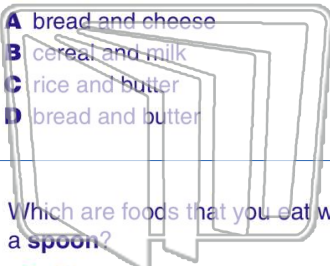 A bread and cheese
B cereal and milk
C rice and butter
D bread and butter
Which are foods that you eat w
a spoon?